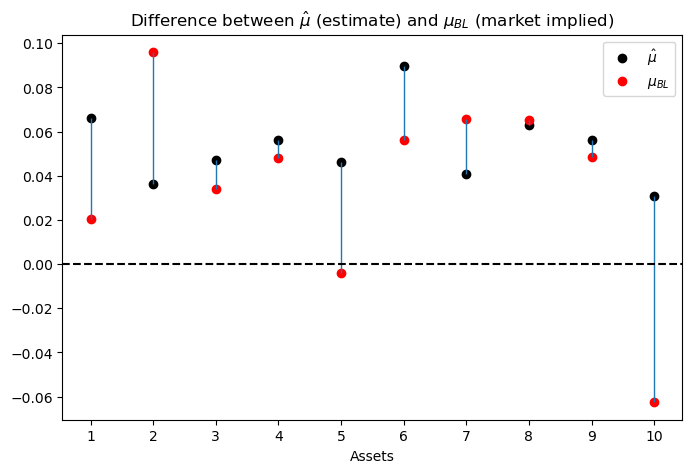 Difference between μ̂ (estimate) and μ_BL (market implied)
0.10
0.08
0.06
0.04
0.02
0.00
−0.02
−0.04
−0.06
μ̂
μ_BL
1 2 3 4 5 6 7 8 9 10
Assets